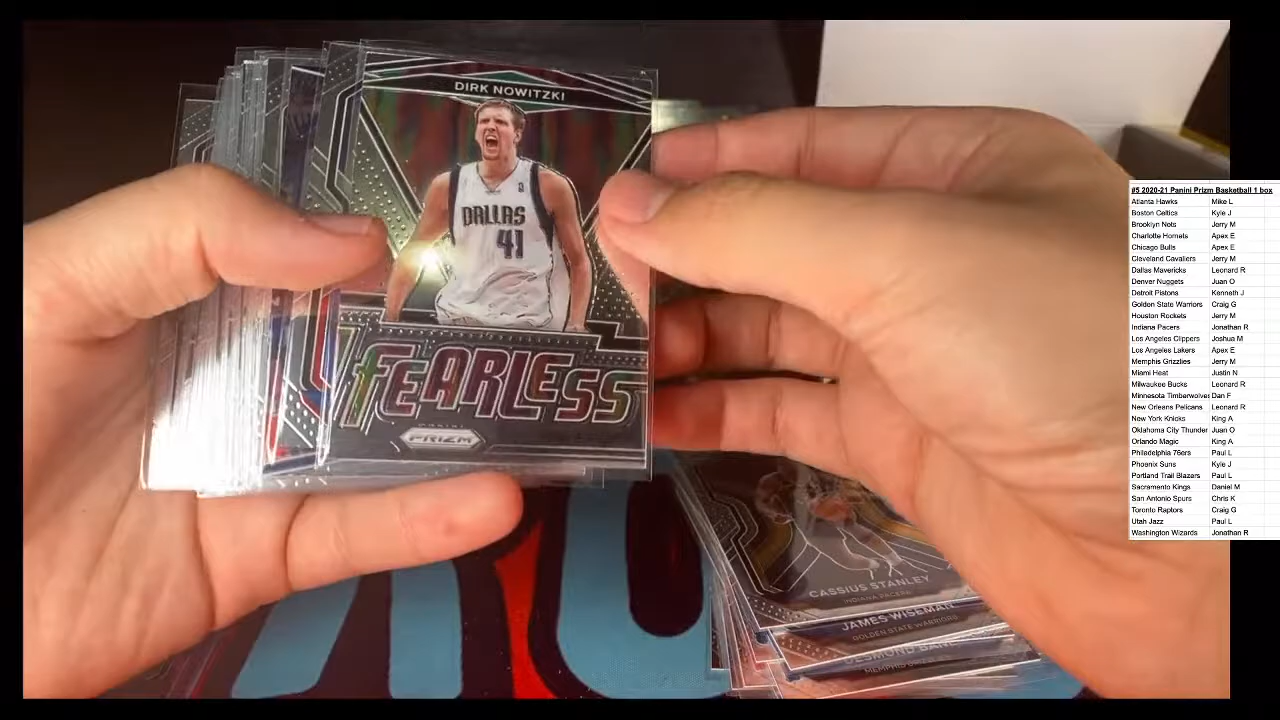 DIRK NOWITZKI
DALLAS
41
FEARLESS
PANINI
PRIZM
CASSIUS STANLEY
INDIANA PACERS
JAMES WISEMAN
GOLDEN STATE WARRIORS
DESMOND BANE
MEMPHIS
#5 2020-21 Panini Prizm Basketball 1 box
Atlanta Hawks Mike L
Boston Celtics Kyle J
Brooklyn Nets Jerry M
Charlotte Hornets Apex E
Chicago Bulls Apex E
Cleveland Cavaliers Jerry M
Dallas Mavericks Leonard R
Denver Nuggets Juan O
Detroit Pistons Kenneth J
Golden State Warriors Craig G
Houston Rockets Jerry M
Indiana Pacers Jonathan R
Los Angeles Clippers Joshua M
Los Angeles Lakers Apex E
Memphis Grizzlies Jerry M
Miami Heat Justin N
Milwaukee Bucks Leonard R
Minnesota Timberwolves Dan F
New Orleans Pelicans Leonard R
New York Knicks King A
Oklahoma City Thunder Juan O
Orlando Magic King A
Philadelphia 76ers Paul L
Phoenix Suns Kyle J
Portland Trail Blazers Paul L
Sacramento Kings Daniel M
San Antonio Spurs Chris K
Toronto Raptors Craig G
Utah Jazz Paul L
Washington Wizards Jonathan R